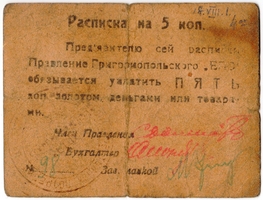 Расписка на 5 коп.
Предъявителю сей расписки
Правление Григориопольского ЕПО
обязывается уплатить ПЯТЬ
коп золотом деньгами или товара-
ми.
Член Правления
Бухгалтер
№ Зав. лавкой